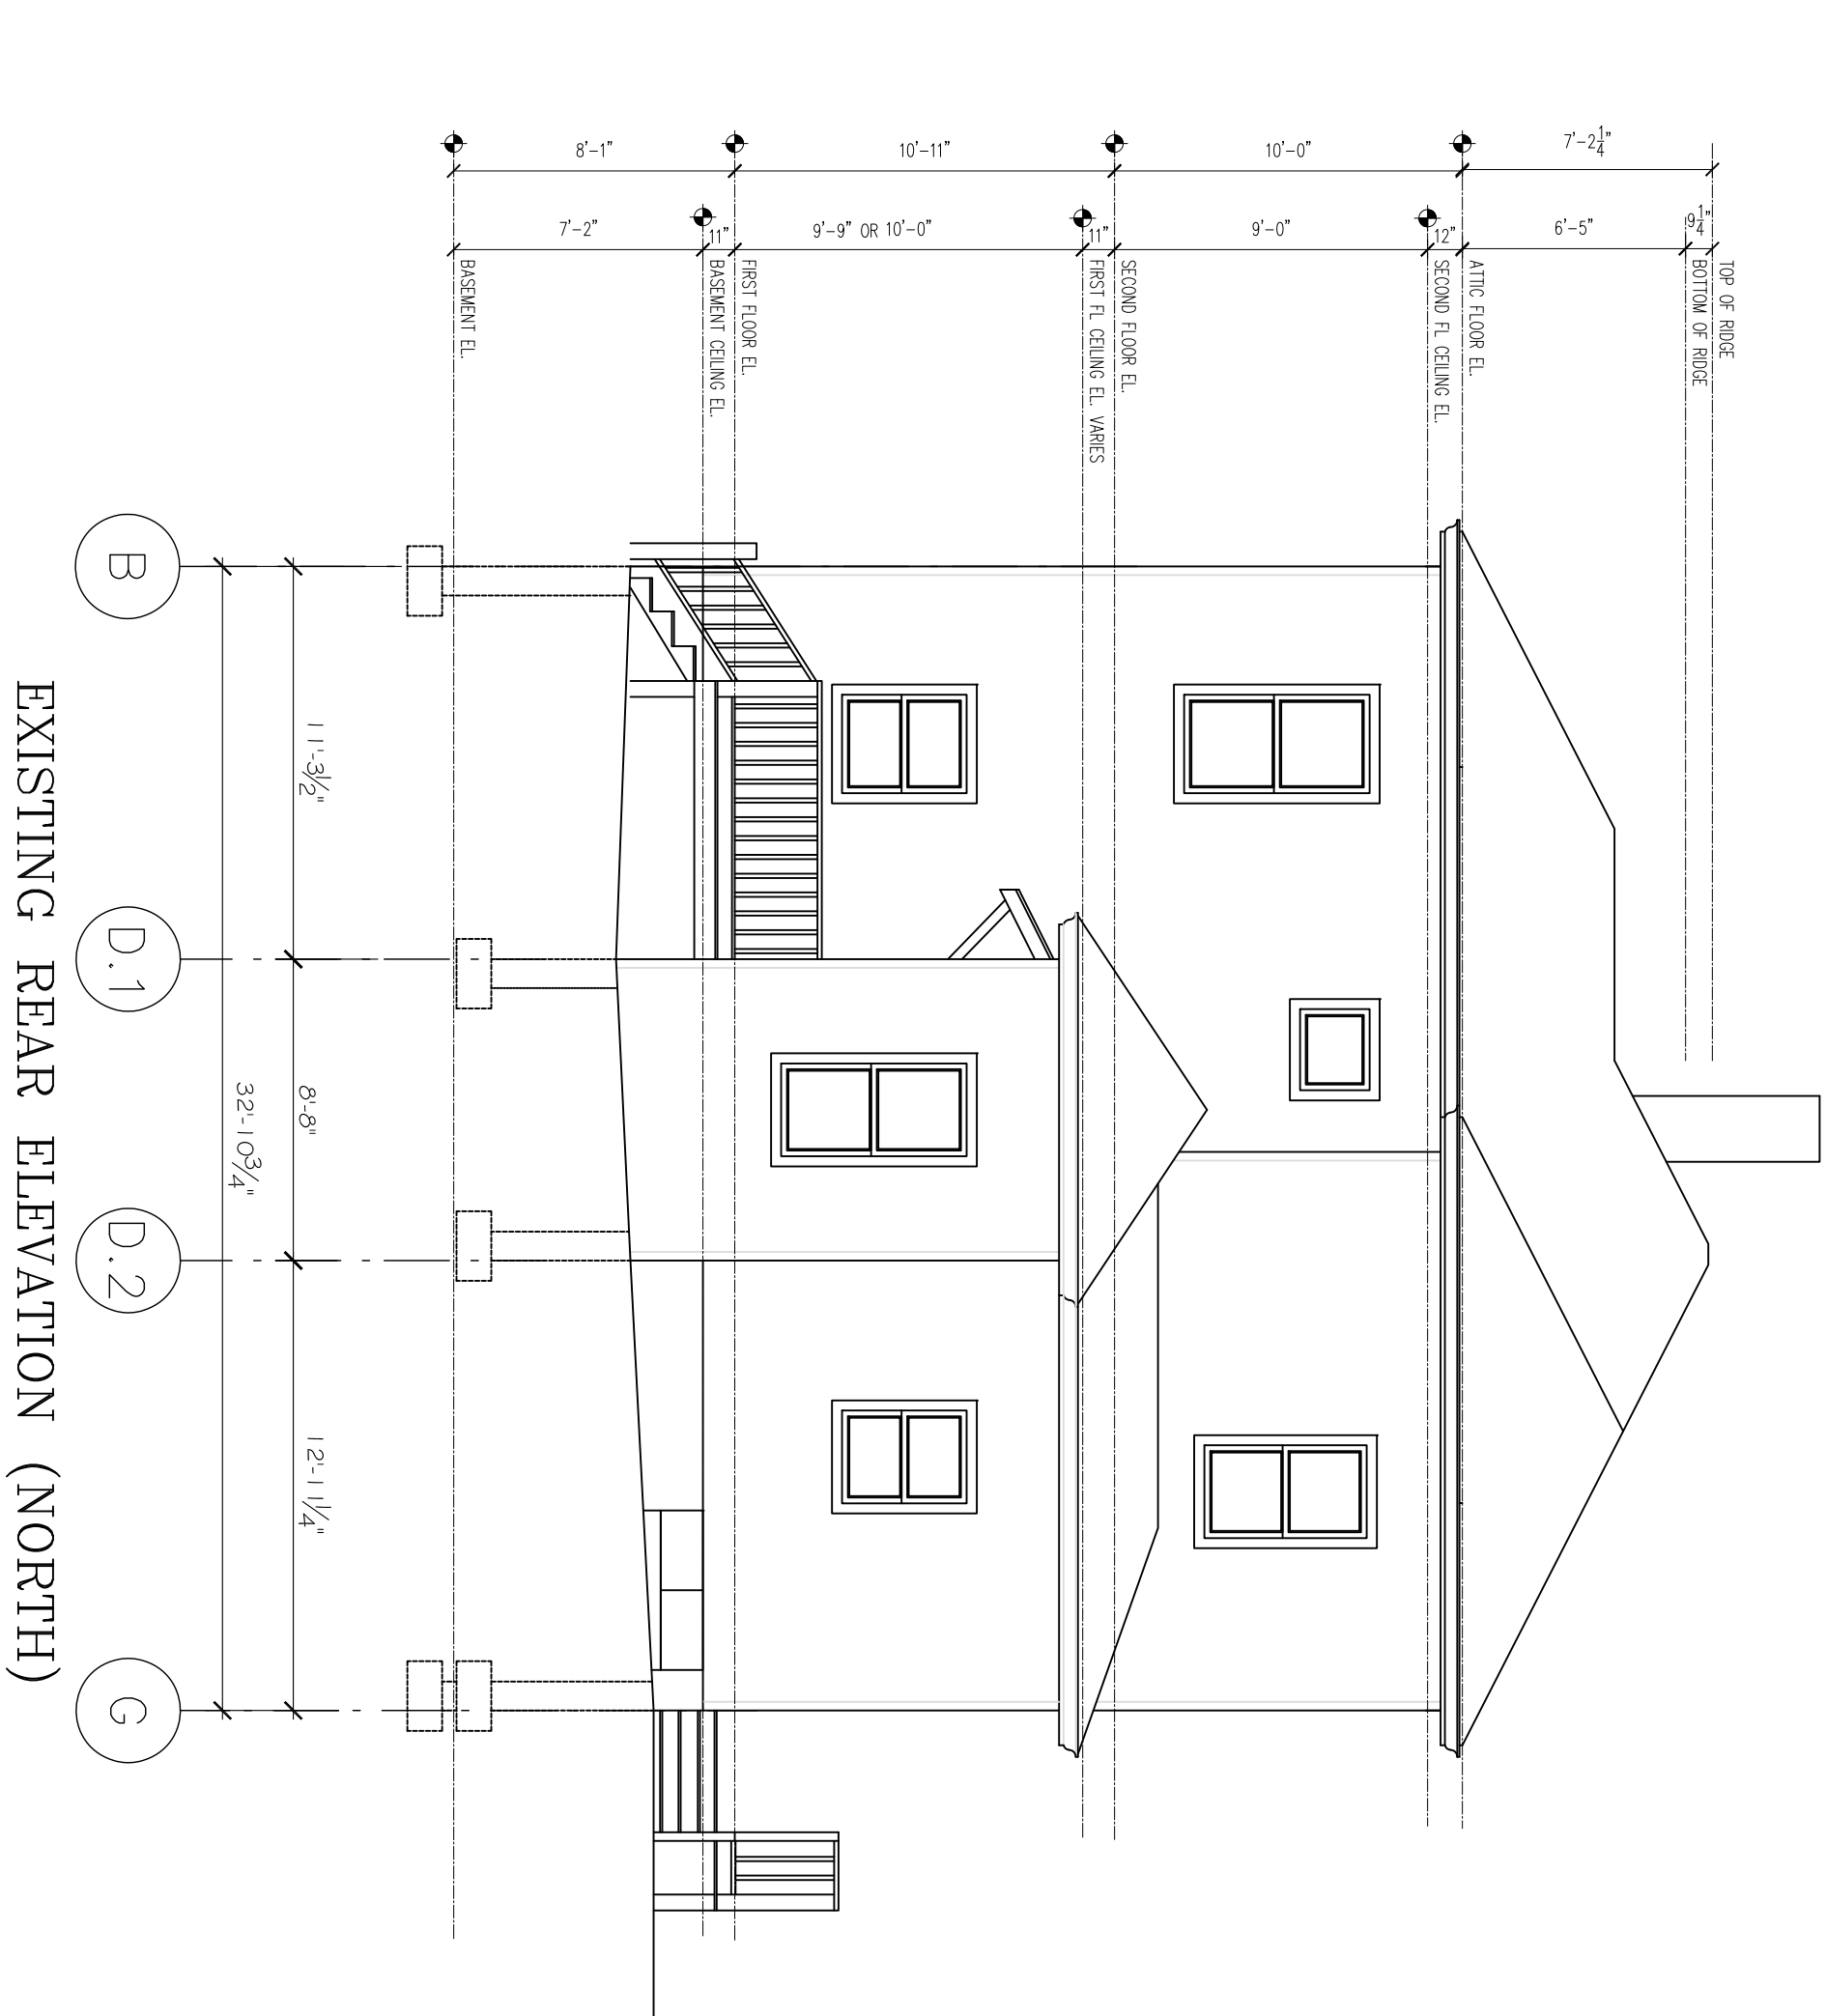 7'-2 1/4"
10'-0"
10'-11"
8'-1"
9 1/4"
6'-5"
12"
9'-0"
11"
9'-9" OR 10'-0"
11"
7'-2"
TOP OF RIDGE
BOTTOM OF RIDGE
ATTIC FLOOR EL.
SECOND FL CEILING EL.
SECOND FLOOR EL.
FIRST FL CEILING EL. VARIES
FIRST FLOOR EL.
BASEMENT CEILING EL.
BASEMENT EL.
11'-3/2"
8'-8"
12'-11/4"
32'-10 3/4"
B
D.1
D.2
G
EXISTING REAR ELEVATION (NORTH)